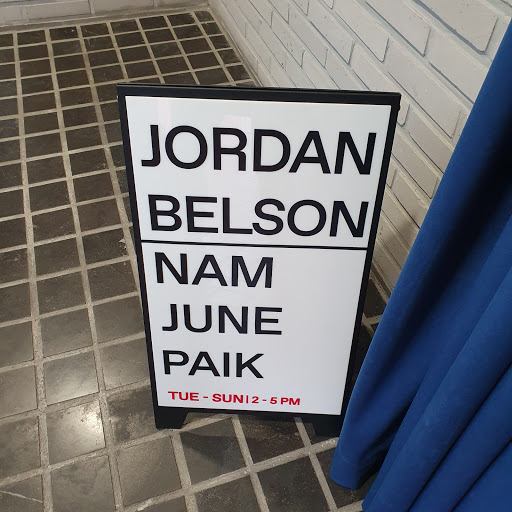 JORDAN
BELSON
NAM
JUNE
PAIK
TUE - SUN | 2 - 5 PM